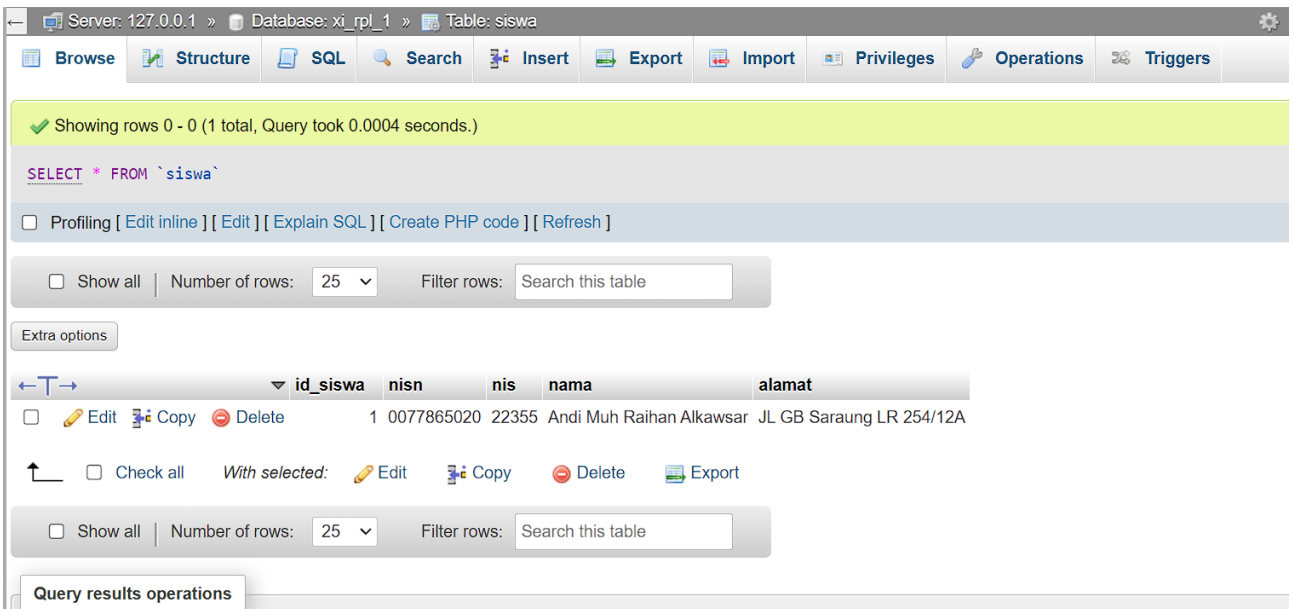 Server: 127.0.0.1 » Database: xi_rpl_1 » Table: siswa
Browse Structure SQL Search Insert Export Import Privileges Operations Triggers
Showing rows 0 - 0 (1 total, Query took 0.0004 seconds.)
SELECT * FROM `siswa`
Profiling [ Edit inline ] [ Edit ] [ Explain SQL ] [ Create PHP code ] [ Refresh ]
Show all | Number of rows: 25 Filter rows: Search this table
Extra options
←T→ id_siswa nisn nis nama alamat
Edit Copy Delete 1 0077865020 22355 Andi Muh Raihan Alkawsar JL GB Saraung LR 254/12A
Check all With selected: Edit Copy Delete Export
Show all | Number of rows: 25 Filter rows: Search this table
Query results operations